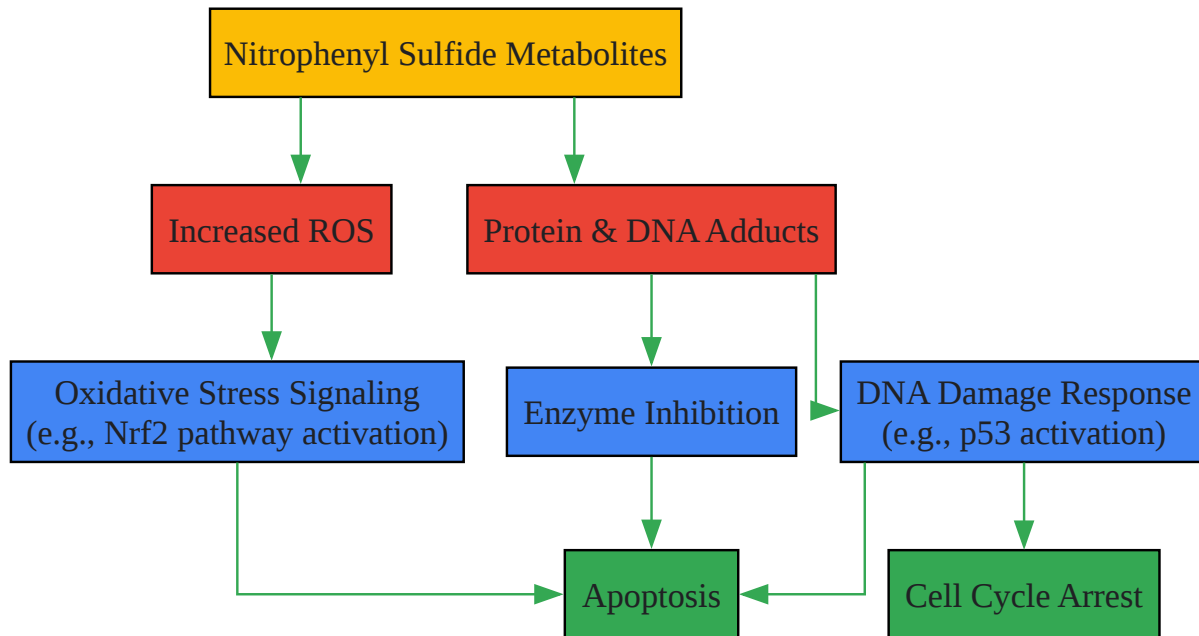 Nitrophenyl Sulfide Metabolites
Increased ROS
Protein & DNA Adducts
Oxidative Stress Signaling
(e.g., Nrf2 pathway activation)
Enzyme Inhibition
DNA Damage Response
(e.g., p53 activation)
Apoptosis
Cell Cycle Arrest